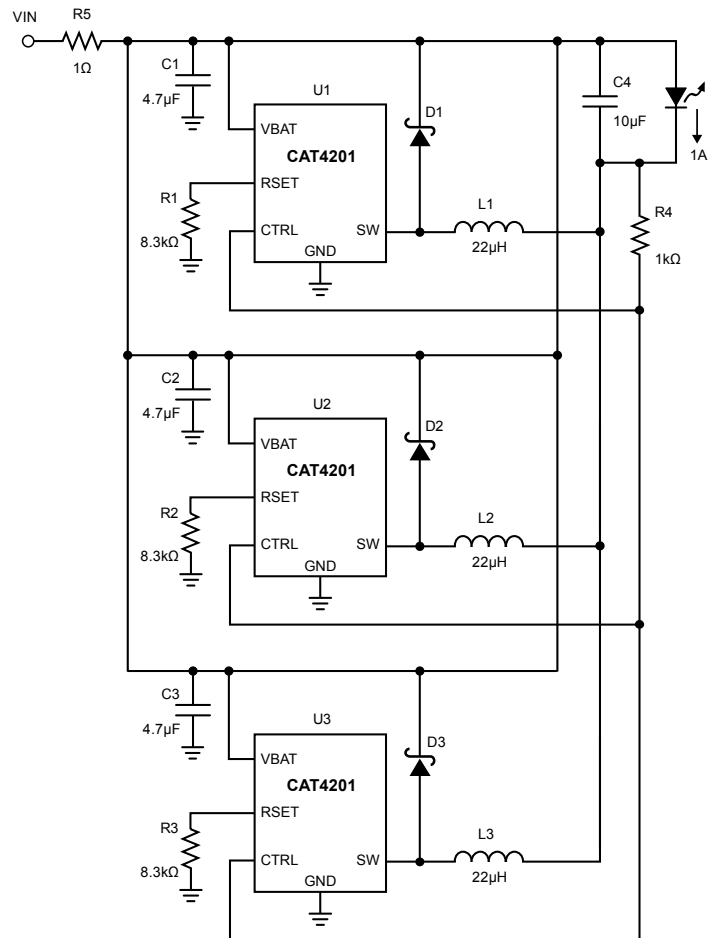 VIN
R5
1Ω
C1
4.7µF
U1
VBAT
CAT4201
RSET
CTRL
SW
GND
R1
8.3kΩ
D1
L1
22µH
C4
10µF
1A
R4
1kΩ
C2
4.7µF
U2
VBAT
CAT4201
RSET
CTRL
SW
GND
R2
8.3kΩ
D2
L2
22µH
C3
4.7µF
U3
VBAT
CAT4201
RSET
CTRL
SW
GND
R3
8.3kΩ
D3
L3
22µH